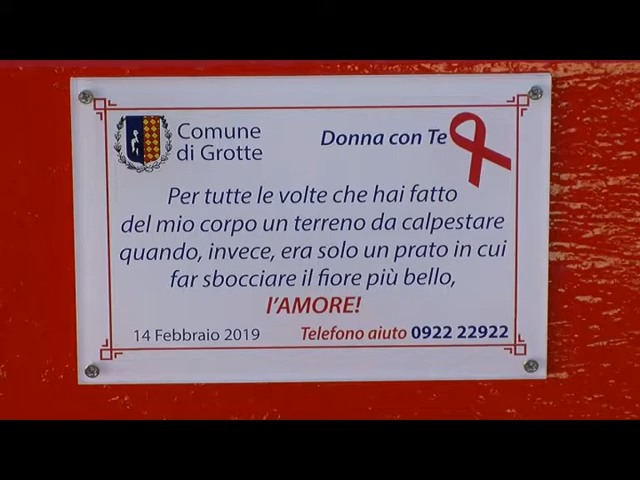 Comune
di Grotte
Donna con Te
Per tutte le volte che hai fatto
del mio corpo un terreno da calpestare
quando, invece, era solo un prato in cui
far sbocciare il fiore più bello,
l'AMORE!
14 Febbraio 2019
Telefono aiuto 0922 22922